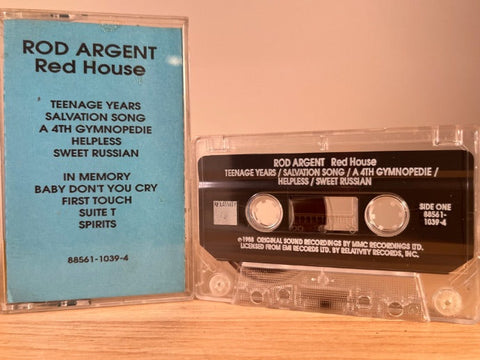 ROD ARGENT
Red House
TEENAGE YEARS
SALVATION SONG
A 4TH GYMNOPEDIE
HELPLESS
SWEET RUSSIAN
IN MEMORY
BABY DON'T YOU CRY
FIRST TOUCH
SUITE T
SPIRITS
88561-1039-4
ROD ARGENT Red House
TEENAGE YEARS / SALVATION SONG / A 4TH GYMNOPEDIE /
HELPLESS / SWEET RUSSIAN
RELATIVITY
SIDE ONE
88561-
1039-4
℗1988 ORIGINAL SOUND RECORDINGS BY MMC RECORDINGS LTD.
LICENSED FROM EMI RECORDS LTD. BY RELATIVITY RECORDS, INC.